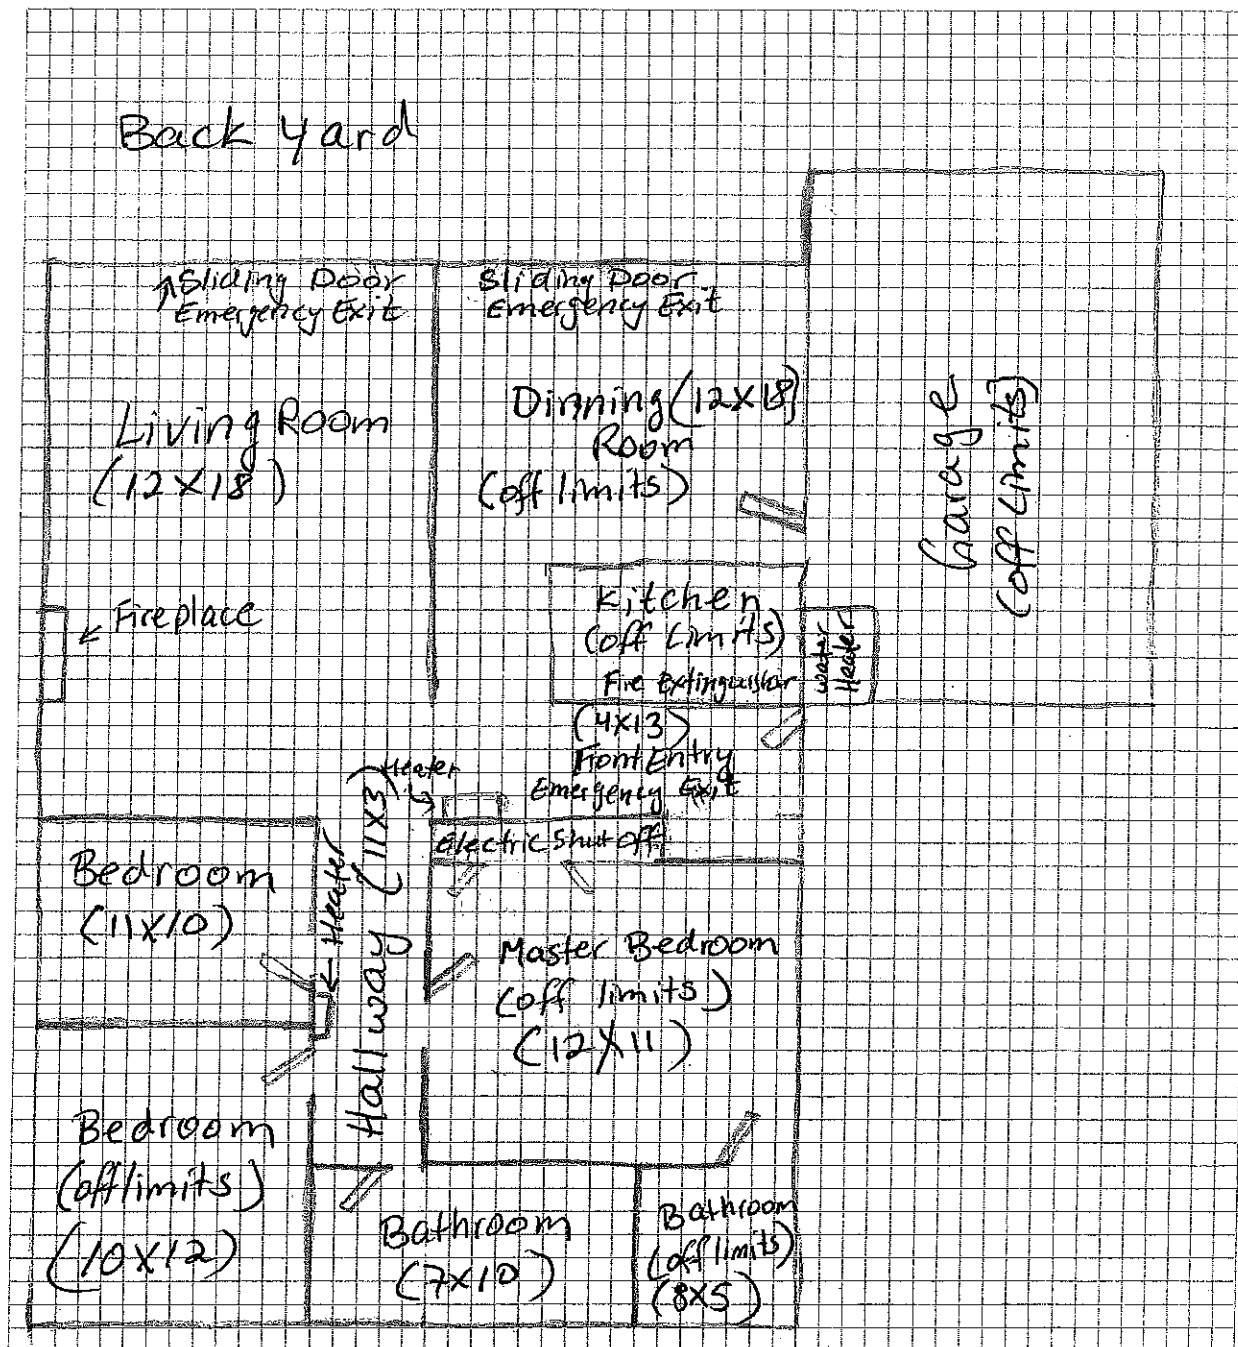 Back Yard
Sliding Door
Emergency Exit
Sliding Door
Emergency Exit
Living Room
(12X18)
Dinning (12X18)
Room
(off limits)
Garage
(off Limits)
Fireplace
Kitchen
(off Limits)
Fire Extinguisher
water
Heater
(4X13)
Front Entry
Emergency Exit
Heater
Electric Shut off
Bedroom
(11X10)
Heater
Hallway (11X3)
Master Bedroom
(off limits)
(12X11)
Bedroom
(off limits)
(10X12)
Bathroom
(7X10)
Bathroom
(off limits)
(8X5)